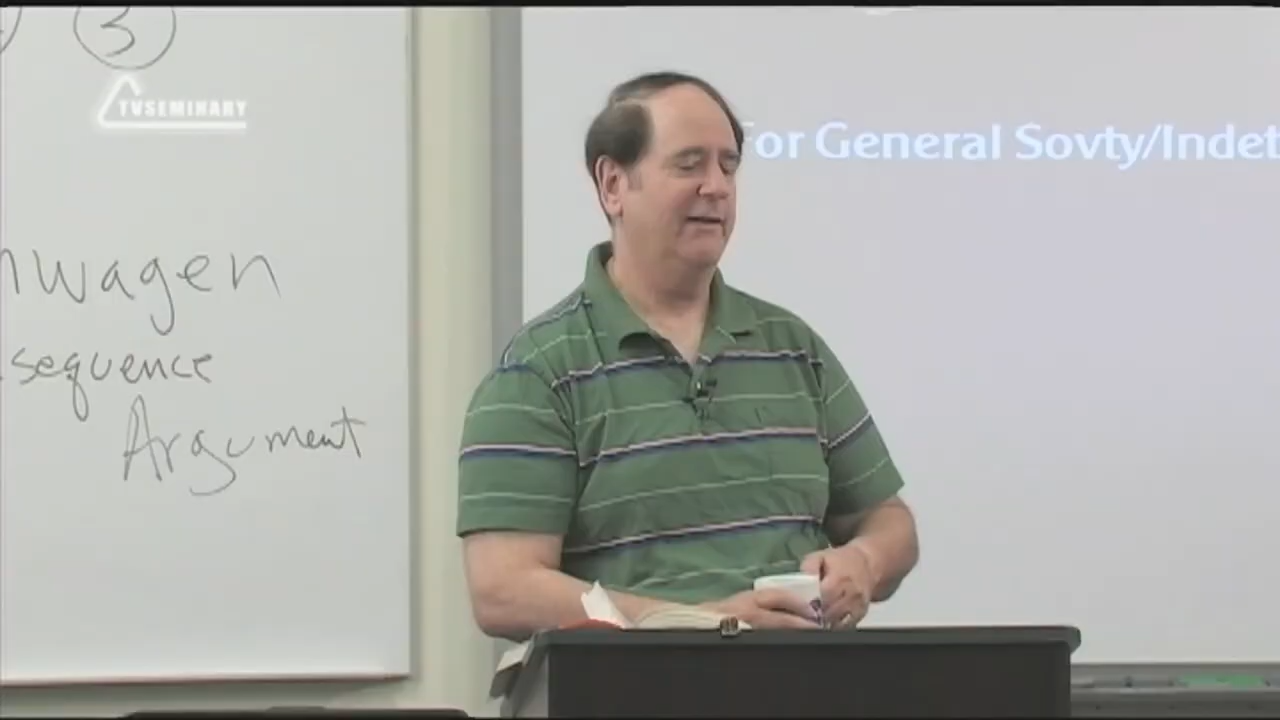 3
TVSEMINARY
nwagen
sequence
Argument
For General Sovty/Indet